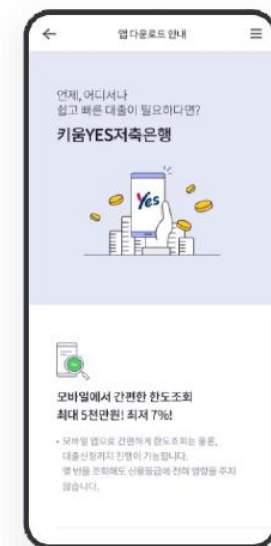 앱 다운로드 안내
언제, 어디서나
쉽고 빠른 대출이 필요하다면?
키움YES저축은행
Yes
모바일에서 간편한 한도조회
최대 5천만원! 최저 7%!
• 모바일 앱으로 간편하게 한도조회는 물론,
대출신청까지 진행이 가능합니다.
몇 번을 조회해도 신용등급에 전혀 영향을 주지
않습니다.